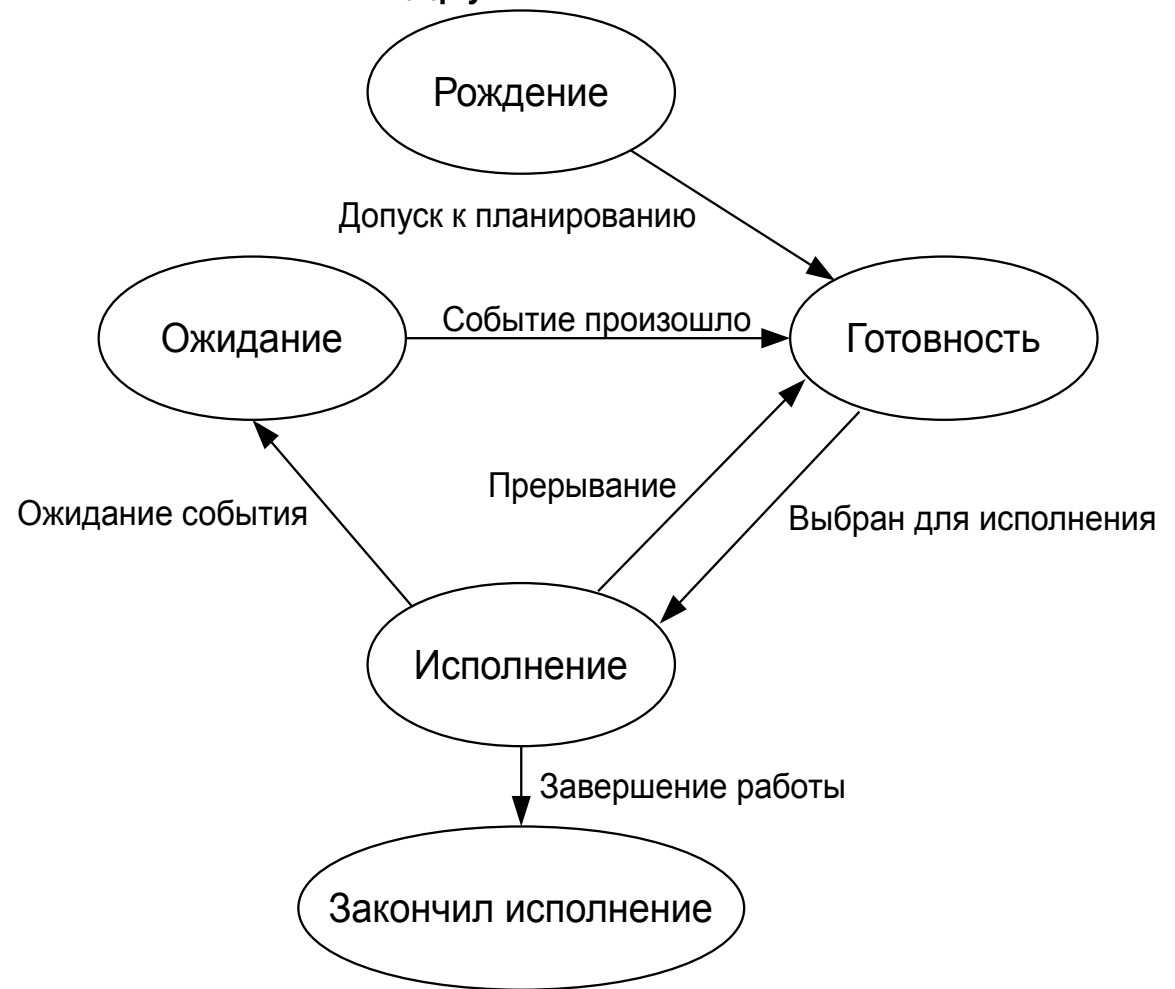 Рождение
Допуск к планированию
Событие произошло
Ожидание
Готовность
Прерывание
Ожидание события
Выбран для исполнения
Исполнение
Завершение работы
Закончил исполнение